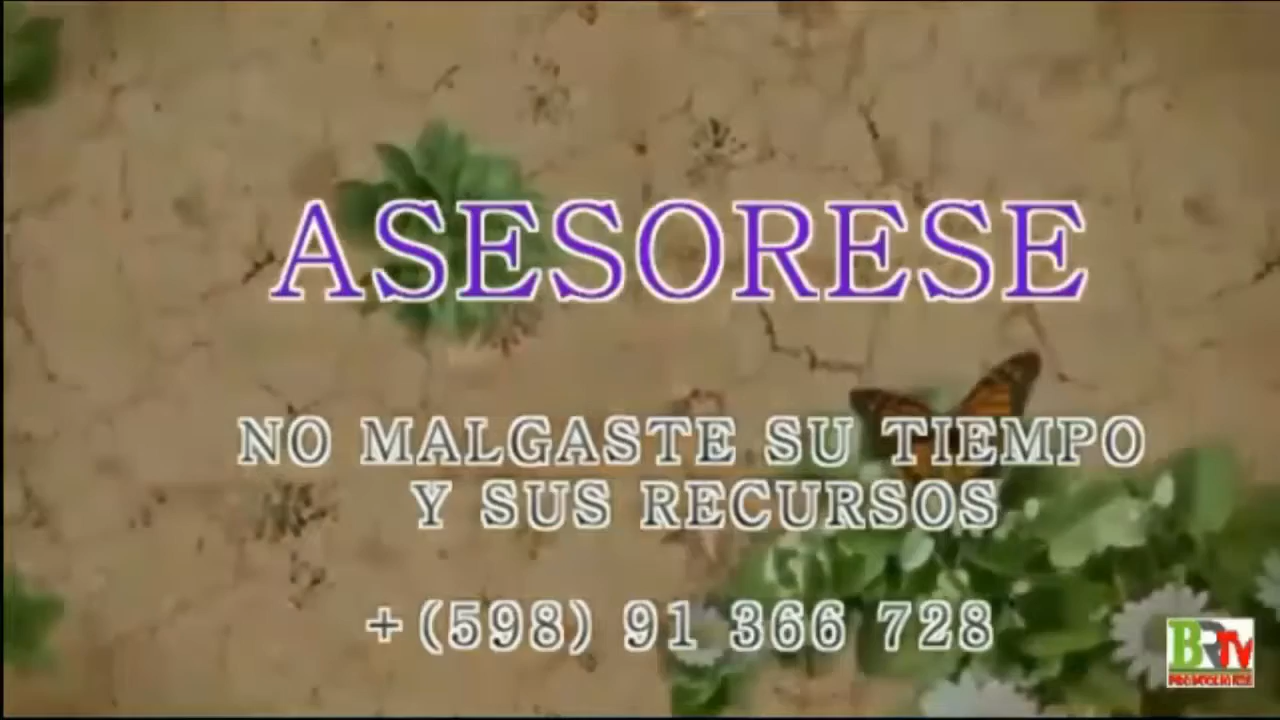 ASESORESE
NO MALGASTE SU TIEMPO
Y SUS RECURSOS
+(598) 91 366 728
BRTV